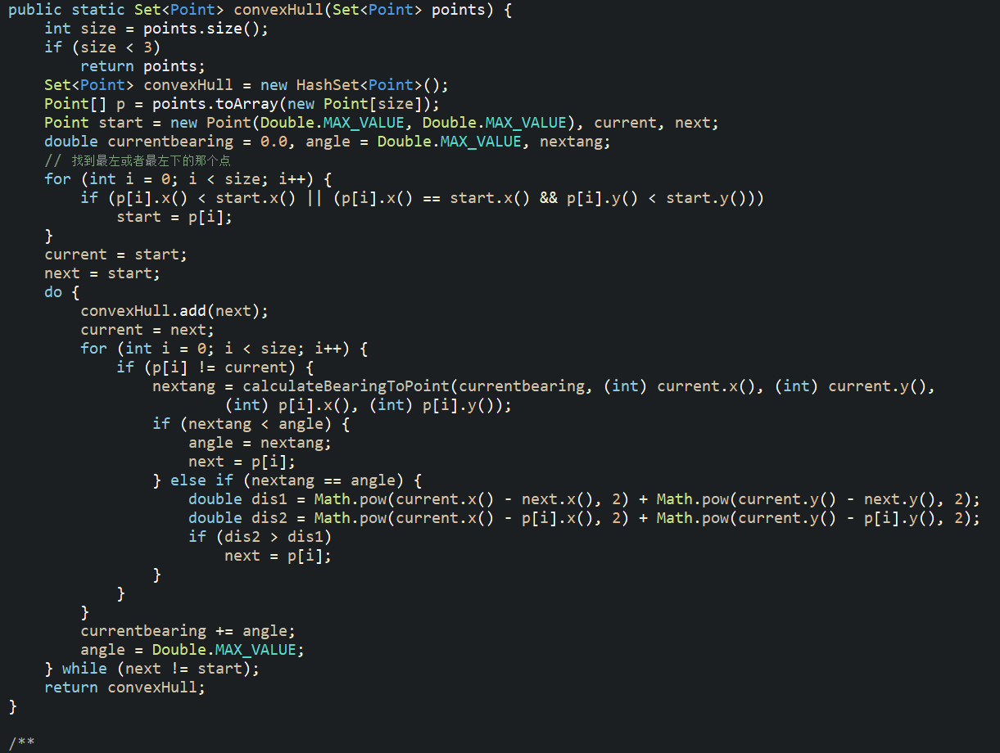 public static Set<Point> convexHull(Set<Point> points) {
    int size = points.size();
    if (size < 3)
        return points;
    Set<Point> convexHull = new HashSet<Point>();
    Point[] p = points.toArray(new Point[size]);
    Point start = new Point(Double.MAX_VALUE, Double.MAX_VALUE), current, next;
    double currentbearing = 0.0, angle = Double.MAX_VALUE, nextang;
    // 找到最左或者最左下的那个点
    for (int i = 0; i < size; i++) {
        if (p[i].x() < start.x() || (p[i].x() == start.x() && p[i].y() < start.y()))
            start = p[i];
    }
    current = start;
    next = start;
    do {
        convexHull.add(next);
        current = next;
        for (int i = 0; i < size; i++) {
            if (p[i] != current) {
                nextang = calculateBearingToPoint(currentbearing, (int) current.x(), (int) current.y(),
                        (int) p[i].x(), (int) p[i].y());
                if (nextang < angle) {
                    angle = nextang;
                    next = p[i];
                } else if (nextang == angle) {
                    double dis1 = Math.pow(current.x() - next.x(), 2) + Math.pow(current.y() - next.y(), 2);
                    double dis2 = Math.pow(current.x() - p[i].x(), 2) + Math.pow(current.y() - p[i].y(), 2);
                    if (dis2 > dis1)
                        next = p[i];
                }
            }
        }
        currentbearing += angle;
        angle = Double.MAX_VALUE;
    } while (next != start);
    return convexHull;
}
/**